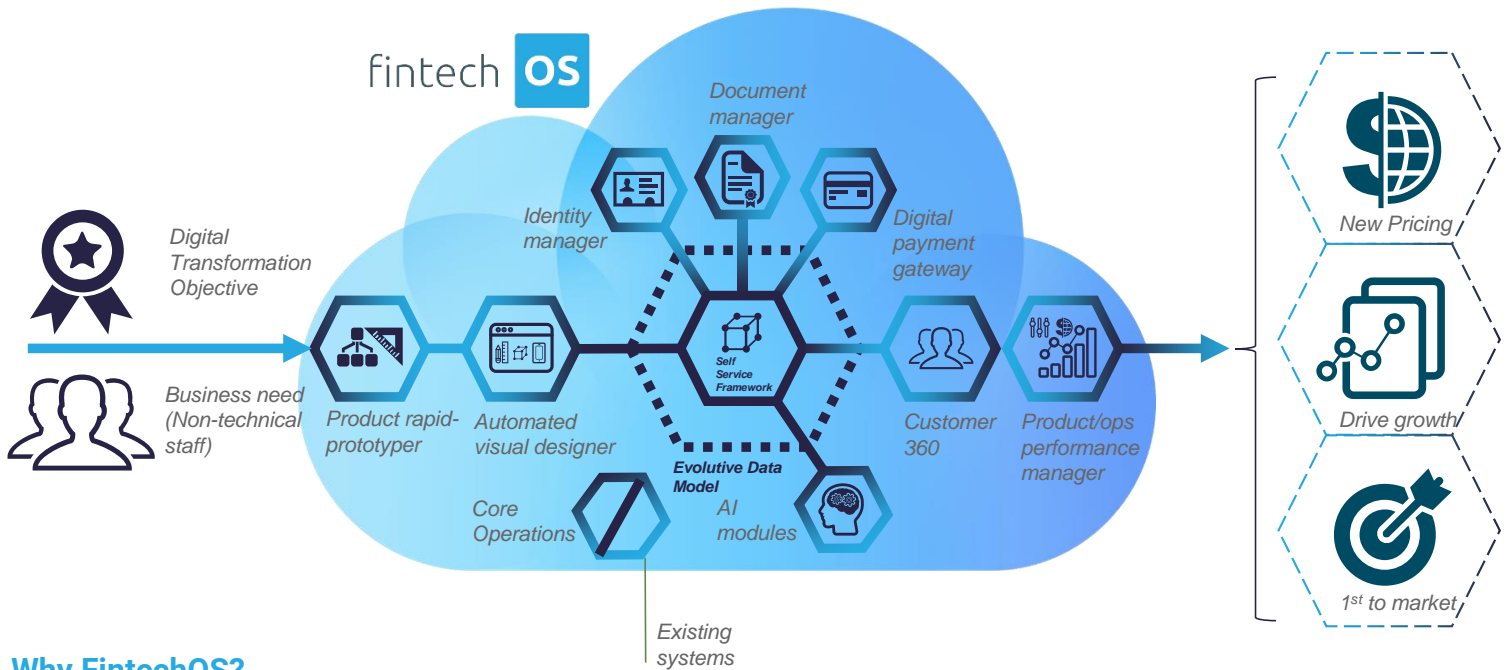 fintech OS
Document
manager
Identity
manager
Digital
payment
gateway
Digital
Transformation
Objective
Business need
(Non-technical
staff)
Product rapid-
prototyper
Automated
visual designer
Self
Service
Framework
Customer
360
Product/ops
performance
manager
Evolutive Data
Model
Core
Operations
AI
modules
Existing
systems
New Pricing
Drive growth
1st to market
Why FintechOS?